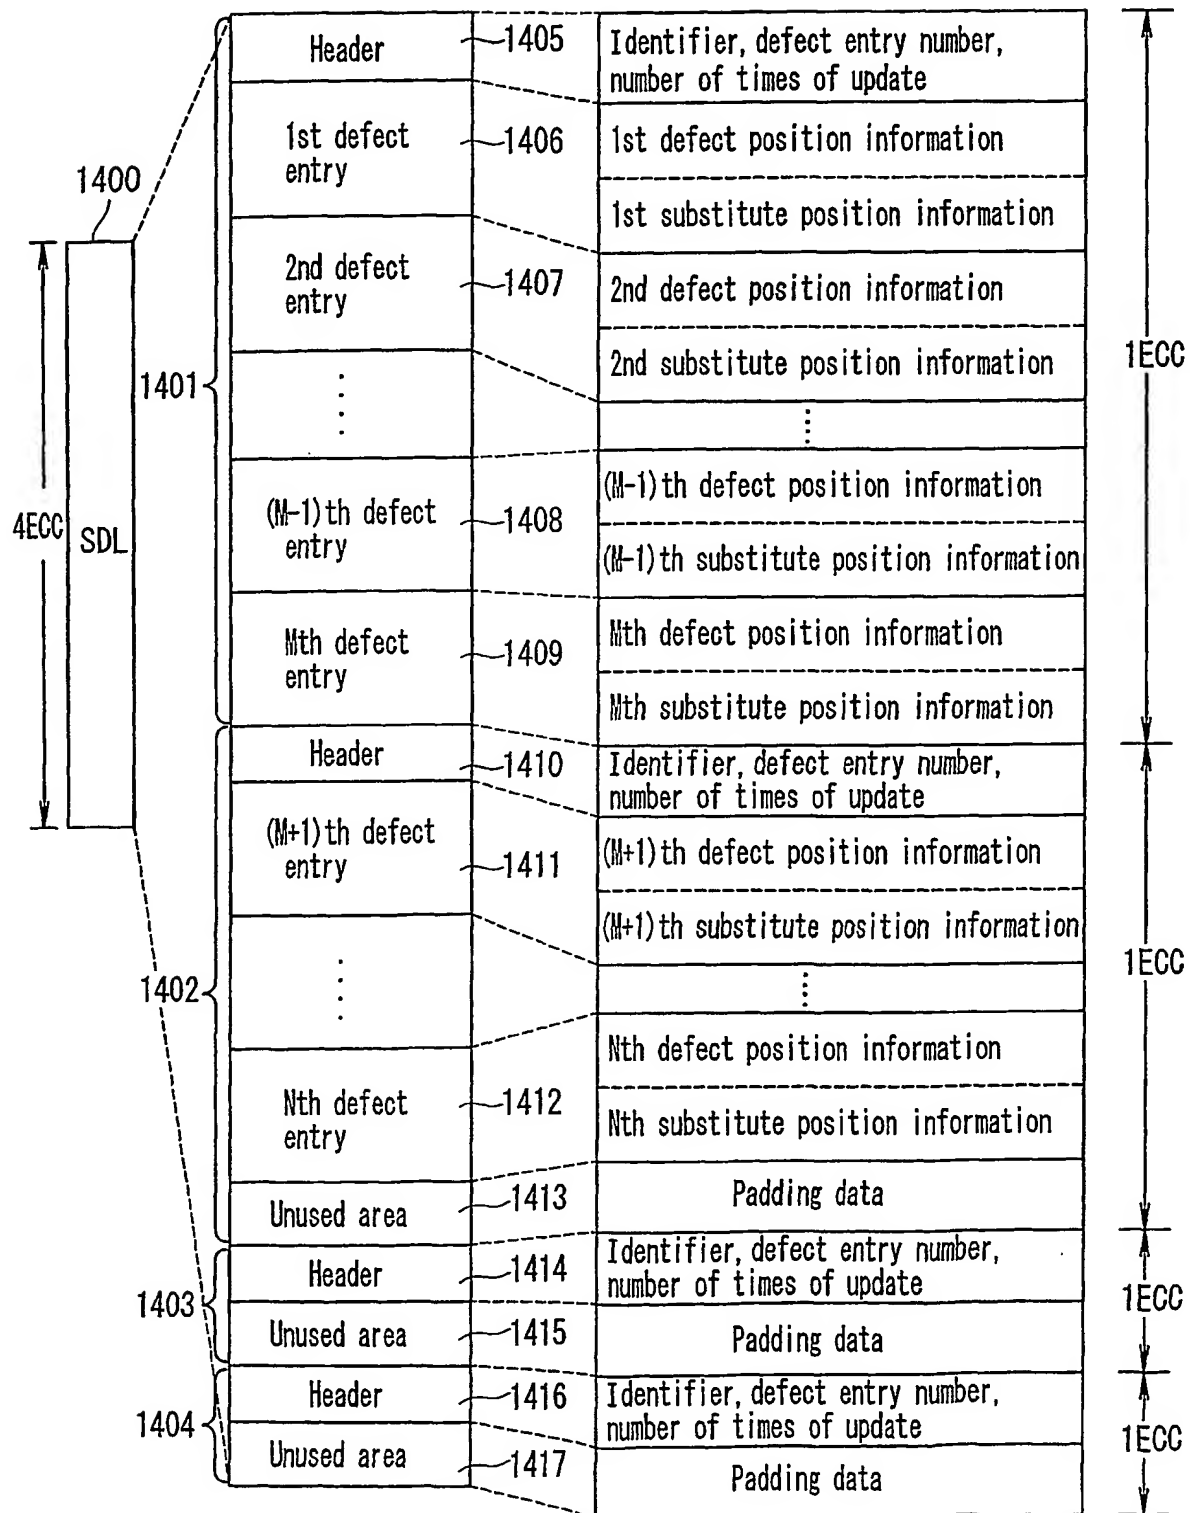 1400
4ECC
SDL
1401
1402
1403
1404
Header
1405
Identifier, defect entry number,
number of times of update
1st defect
entry
1406
1st defect position information
1st substitute position information
2nd defect
entry
1407
2nd defect position information
2nd substitute position information
(M-1)th defect
entry
1408
(M-1)th defect position information
(M-1)th substitute position information
Mth defect
entry
1409
Mth defect position information
Mth substitute position information
1ECC
Header
1410
Identifier, defect entry number,
number of times of update
(M+1)th defect
entry
1411
(M+1)th defect position information
(M+1)th substitute position information
Nth defect
entry
1412
Nth defect position information
Nth substitute position information
Unused area
1413
Padding data
1ECC
Header
1414
Identifier, defect entry number,
number of times of update
Unused area
1415
Padding data
1ECC
Header
1416
Identifier, defect entry number,
number of times of update
Unused area
1417
Padding data
1ECC